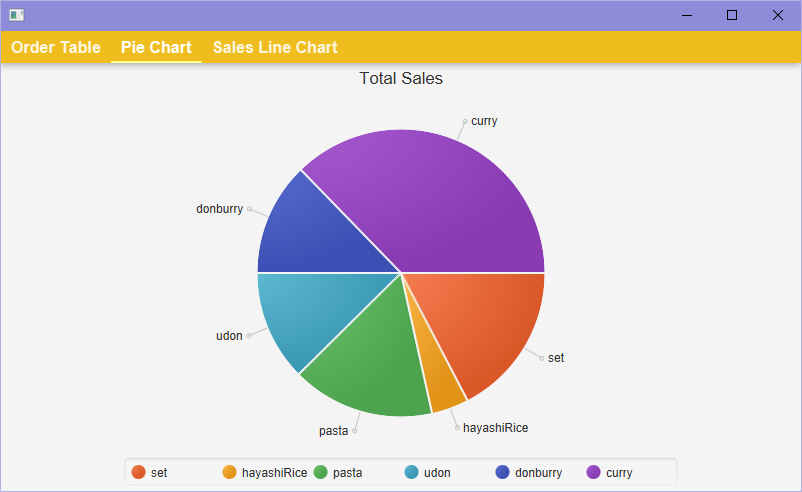 Order Table Pie Chart Sales Line Chart
Total Sales
curry
donburry
udon
set
hayashiRice
pasta
set hayashiRice pasta udon donburry curry